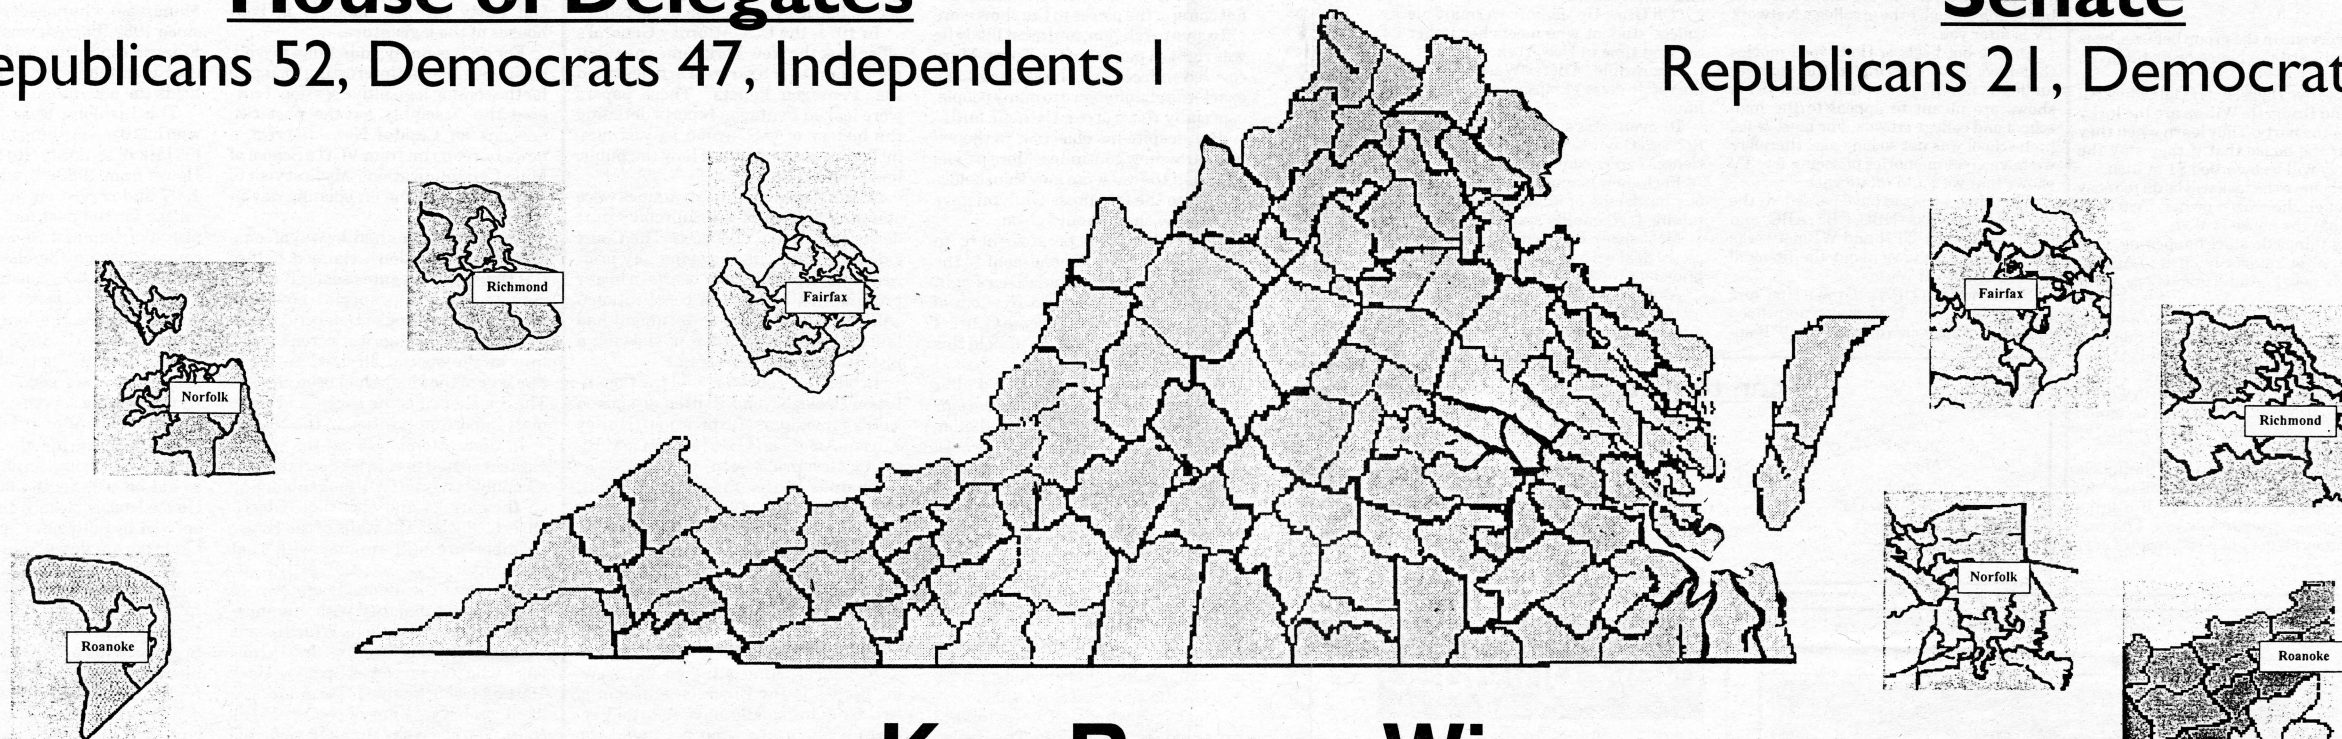 House of Delegates
epublicans 52, Democrats 47, Independents 1
Senate
Republicans 21, Democrat
Richmond
Fairfax
Norfolk
Roanoke
Fairfax
Richmond
Norfolk
Roanoke